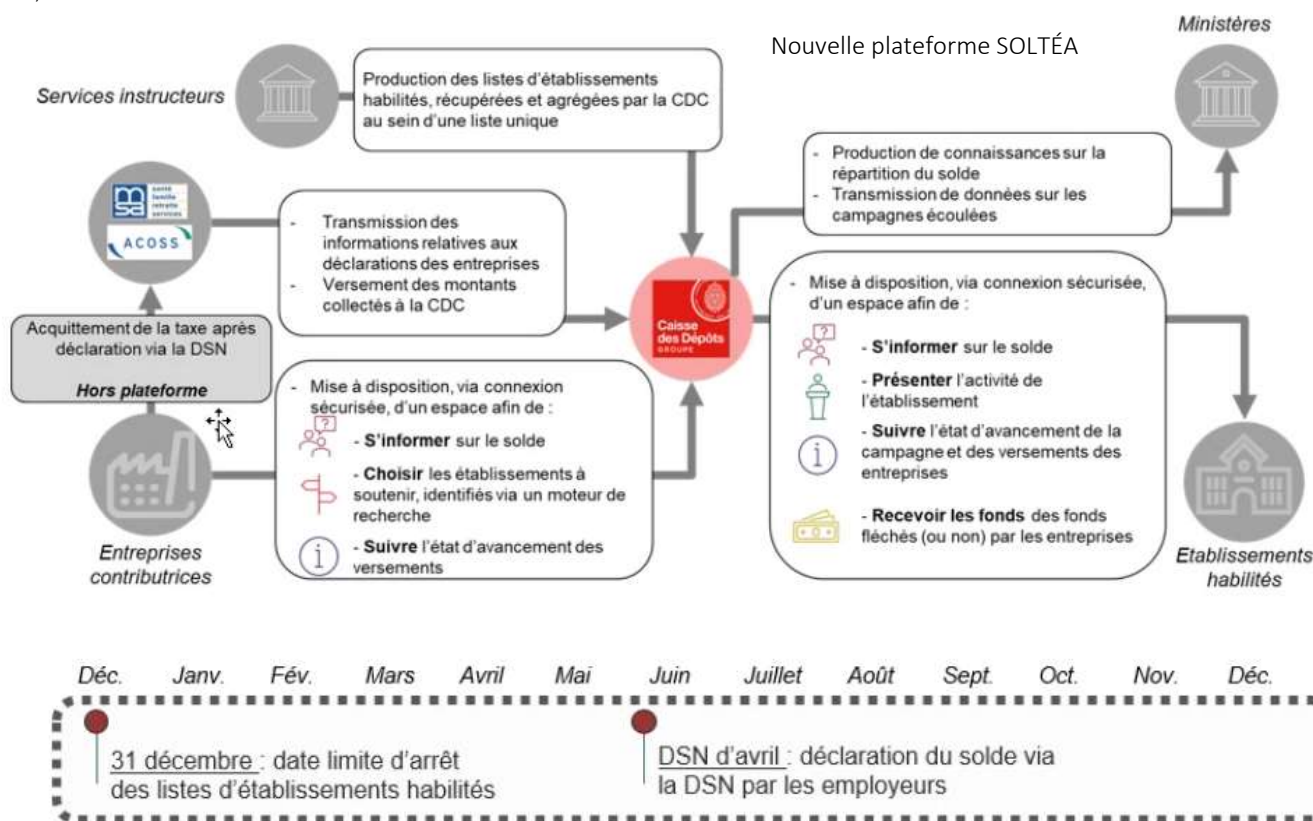 Ministères
Nouvelle plateforme SOLTÉA
Services instructeurs
Production des listes d'établissements
habilités, récupérées et agrégées par la CDC
au sein d'une liste unique
- Production de connaissances sur la
répartition du solde
- Transmission de données sur les
campagnes écoulées
msa
santé
famille
retraite
services
ACOSS
- Transmission des
informations relatives aux
déclarations des entreprises
- Versement des montants
collectés à la CDC
Caisse
des Dépôts
GROUPE
Acquittement de la taxe après
déclaration via la DSN
Hors plateforme
- Mise à disposition, via connexion
sécurisée, d'un espace afin de :
- S'informer sur le solde
- Choisir les établissements à
soutenir, identifiés via un moteur de
recherche
- Suivre l'état d'avancement des
versements
Entreprises
contributrices
- Mise à disposition, via connexion sécurisée,
d'un espace afin de :
- S'informer sur le solde
- Présenter l'activité de
l'établissement
- Suivre l'état d'avancement de la
campagne et des versements des
entreprises
- Recevoir les fonds des fonds
fléchés (ou non) par les entreprises
Etablissements
habilités
Déc. Janv. Fév. Mars Avril Mai Juin Juillet Août Sept. Oct. Nov. Déc.
31 décembre : date limite d'arrêt
des listes d'établissements habilités
DSN d'avril : déclaration du solde via
la DSN par les employeurs